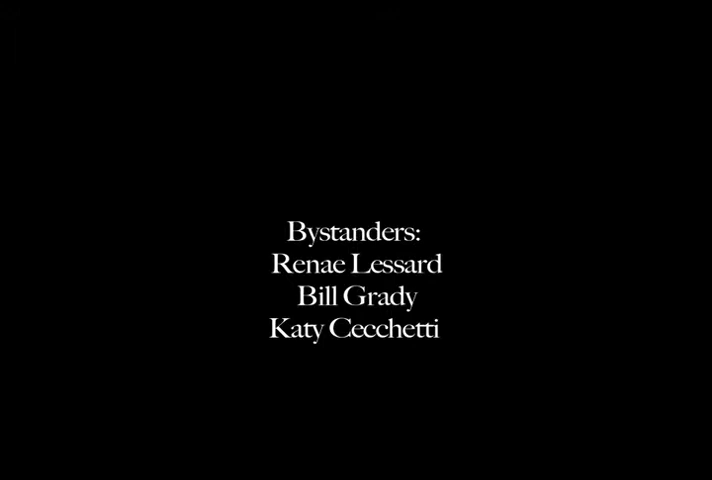 Bystanders:
Renae Lessard
Bill Grady
Katy Cecchetti